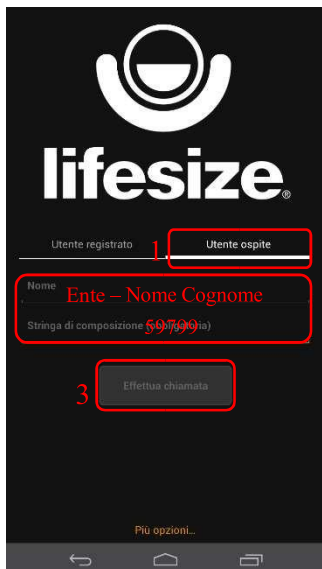 lifesize®
Utente registrato 1 Utente ospite
Nome
Ente – Nome Cognome
Stringa di composizione (obbligatoria)
59799
3 Effettua chiamata
Più opzioni...